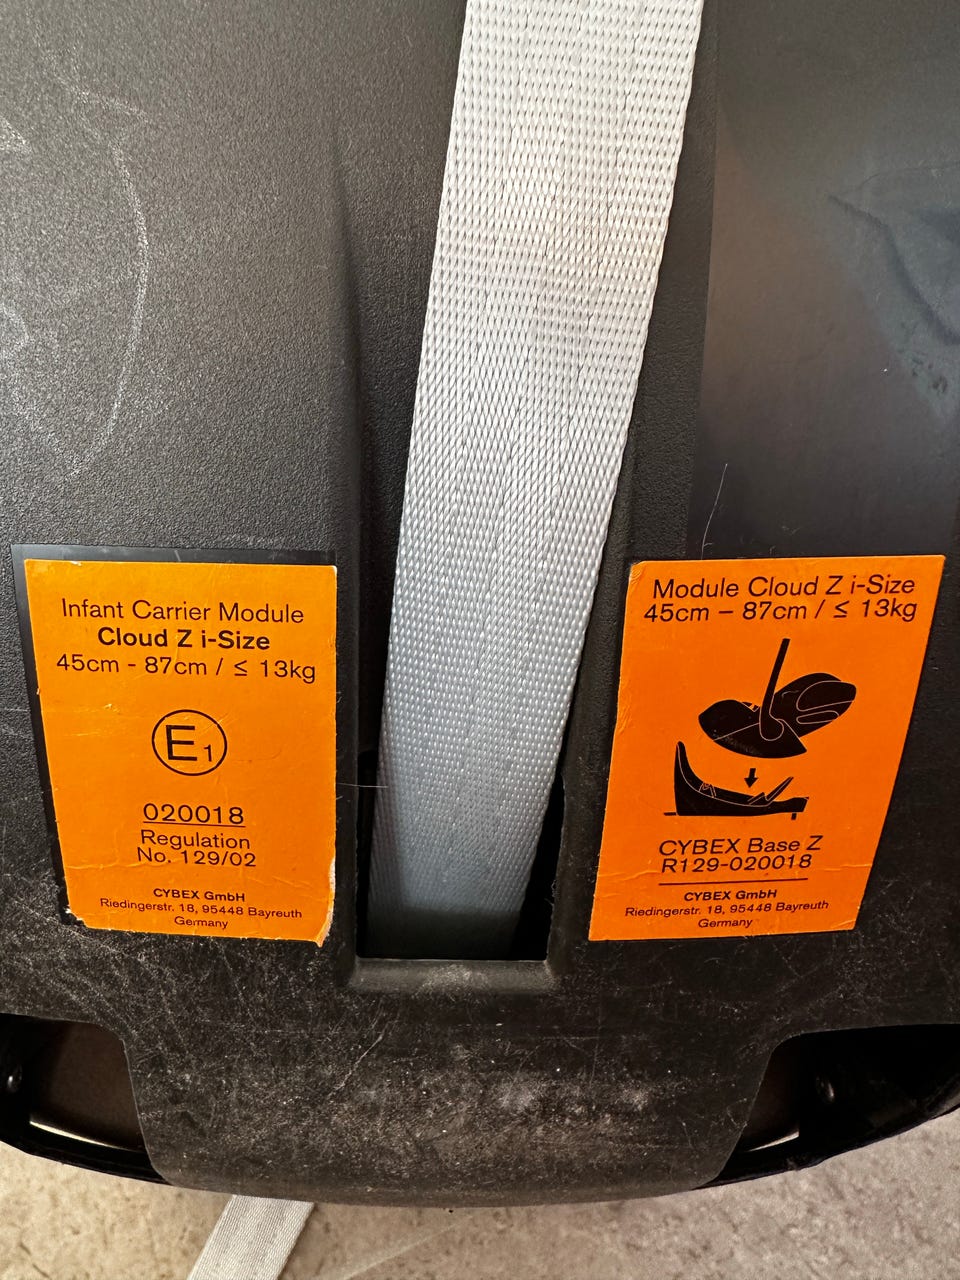 Infant Carrier Module
Cloud Z i-Size
45cm - 87cm / ≤ 13kg
E1
020018
Regulation
No. 129/02
CYBEX GmbH
Riedingerstr. 18, 95448 Bayreuth
Germany
Module Cloud Z i-Size
45cm – 87cm / ≤ 13kg
CYBEX Base Z
R129-020018
CYBEX GmbH
Riedingerstr. 18, 95448 Bayreuth
Germany